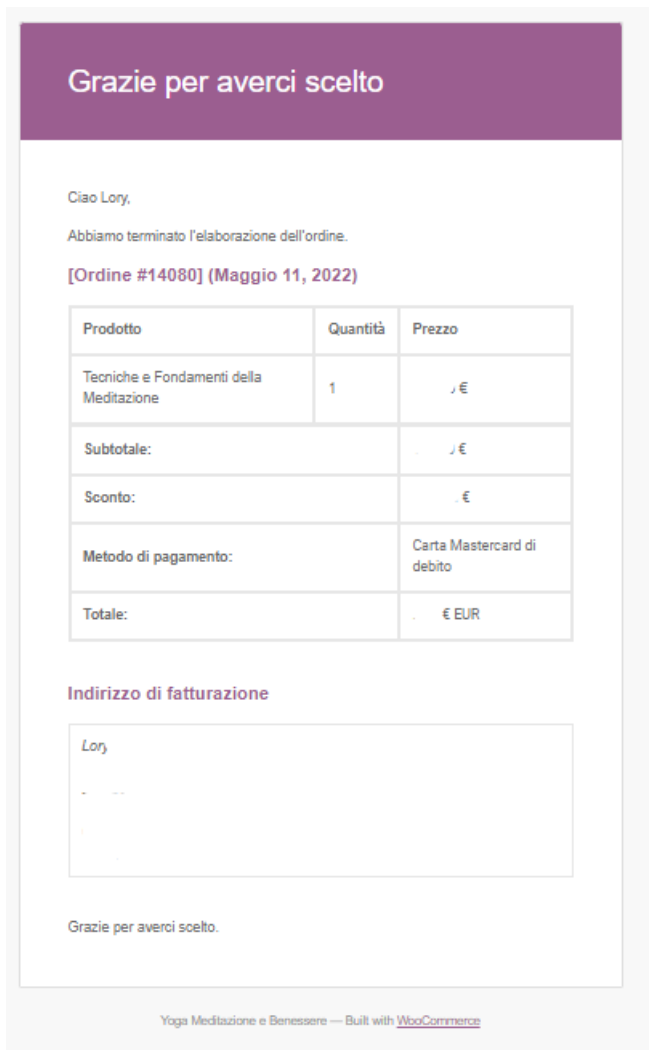 Grazie per averci scelto
Ciao Lory,
Abbiamo terminato l'elaborazione dell'ordine.
[Ordine #14080] (Maggio 11, 2022)
Prodotto Quantità Prezzo
Tecniche e Fondamenti della
Meditazione 1 €
Subtotale: €
Sconto: €
Metodo di pagamento: Carta Mastercard di
debito
Totale: € EUR
Indirizzo di fatturazione
Lory
Grazie per averci scelto.
Yoga Meditazione e Benessere — Built with WooCommerce